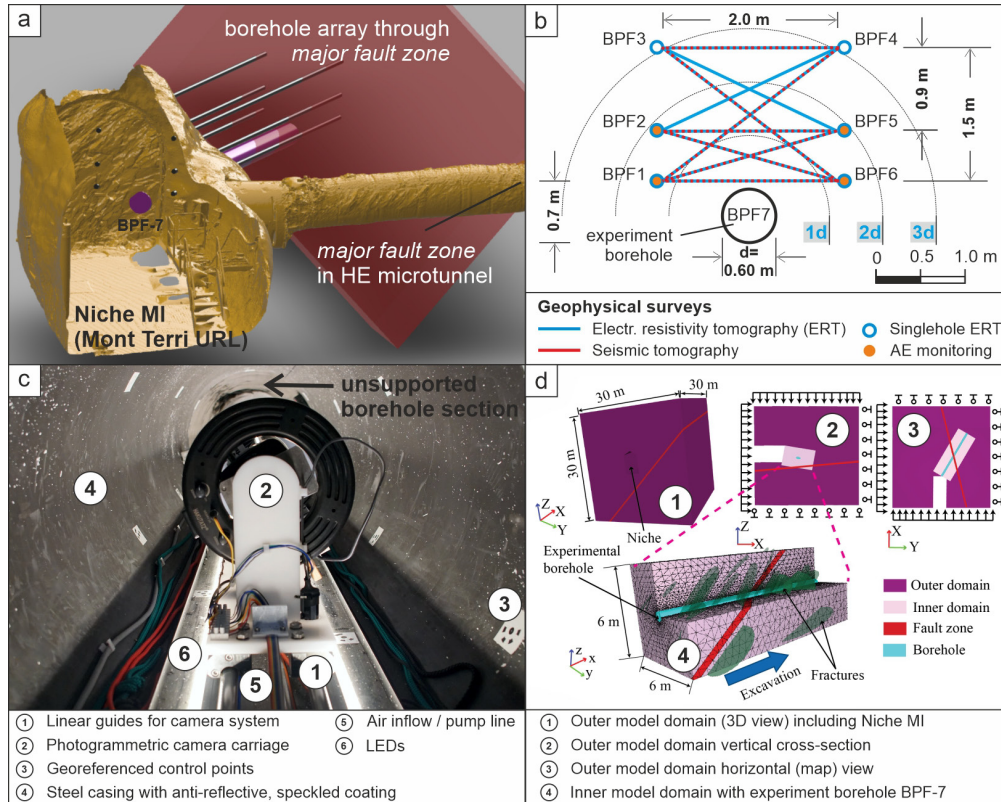 a
borehole array through
major fault zone
BPF-7
major fault zone
in HE microtunnel
Niche MI
(Mont Terri URL)
b
2.0 m
BPF3
BPF4
0.9 m
1.5 m
BPF2
BPF5
BPF1
BPF6
0.7 m
BPF7
experiment
borehole
d=
0.60 m
1d
2d
3d
0 0.5 1.0 m
Geophysical surveys
Electr. resistivity tomography (ERT)
Singlehole ERT
Seismic tomography
AE monitoring
c
unsupported
borehole section
4
2
3
6
5
1
1 Linear guides for camera system
2 Photogrammetric camera carriage
3 Georeferenced control points
4 Steel casing with anti-reflective, speckled coating
5 Air inflow / pump line
6 LEDs
d
30 m
30 m
30 m
1
Niche
Z
X
Y
2
Z
X
3
Y
X
Experimental
borehole
6 m
6 m
4
Excavation
Fractures
z
x
y
Outer domain
Inner domain
Fault zone
Borehole
1 Outer model domain (3D view) including Niche MI
2 Outer model domain vertical cross-section
3 Outer model domain horizontal (map) view
4 Inner model domain with experiment borehole BPF-7